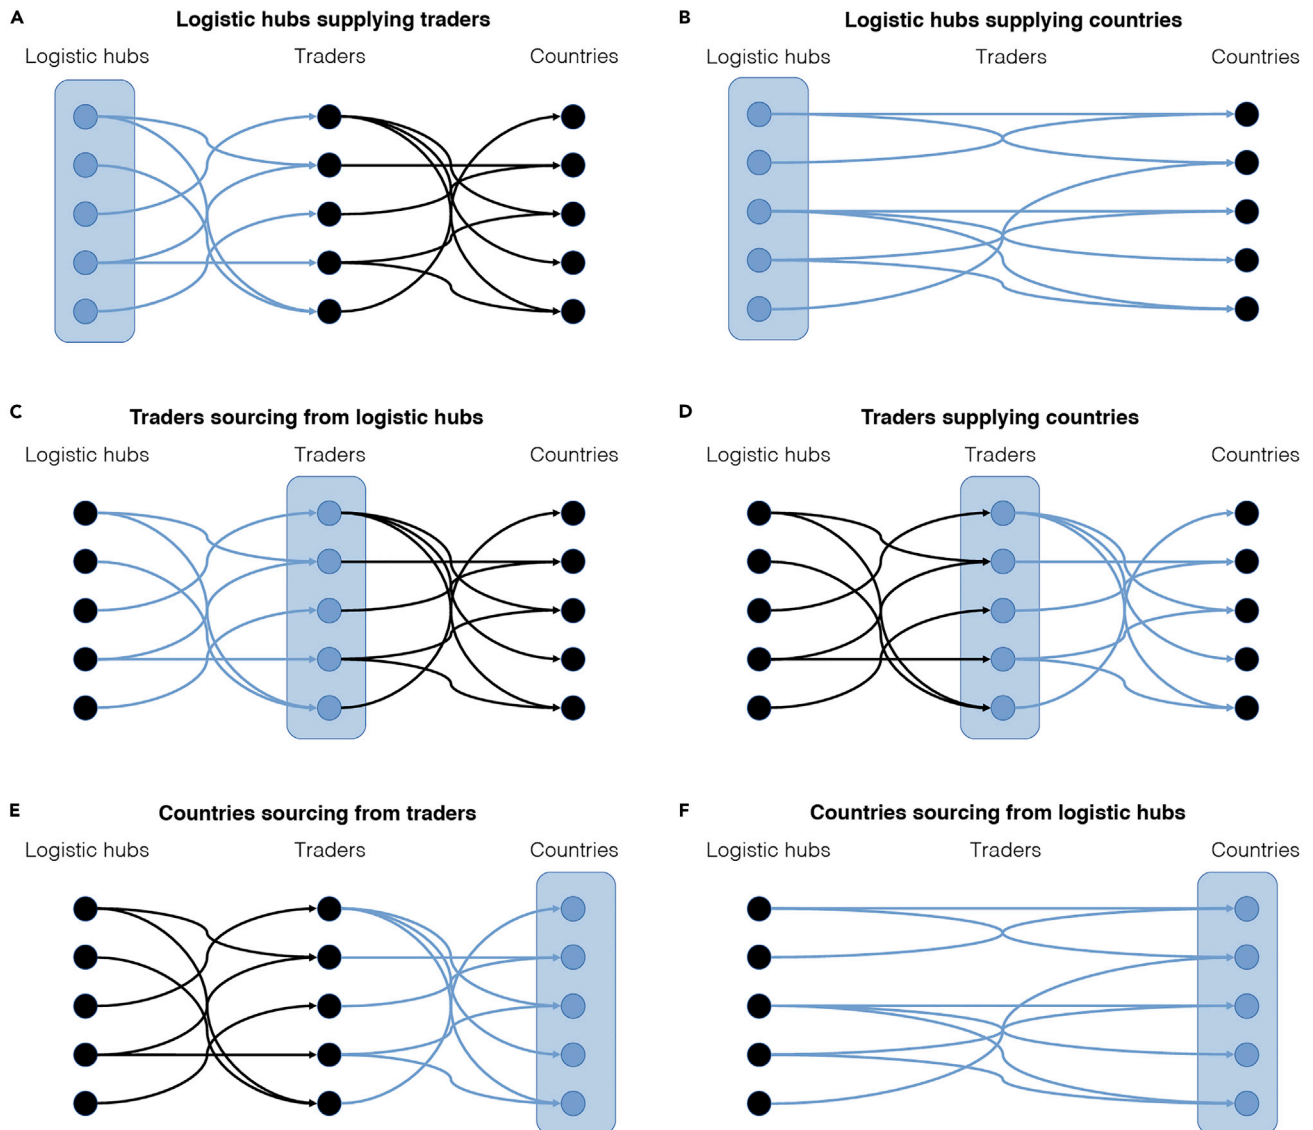 A
Logistic hubs supplying traders
Logistic hubs
Traders
Countries
B
Logistic hubs supplying countries
Logistic hubs
Traders
Countries
C
Traders sourcing from logistic hubs
Logistic hubs
Traders
Countries
D
Traders supplying countries
Logistic hubs
Traders
Countries
E
Countries sourcing from traders
Logistic hubs
Traders
Countries
F
Countries sourcing from logistic hubs
Logistic hubs
Traders
Countries